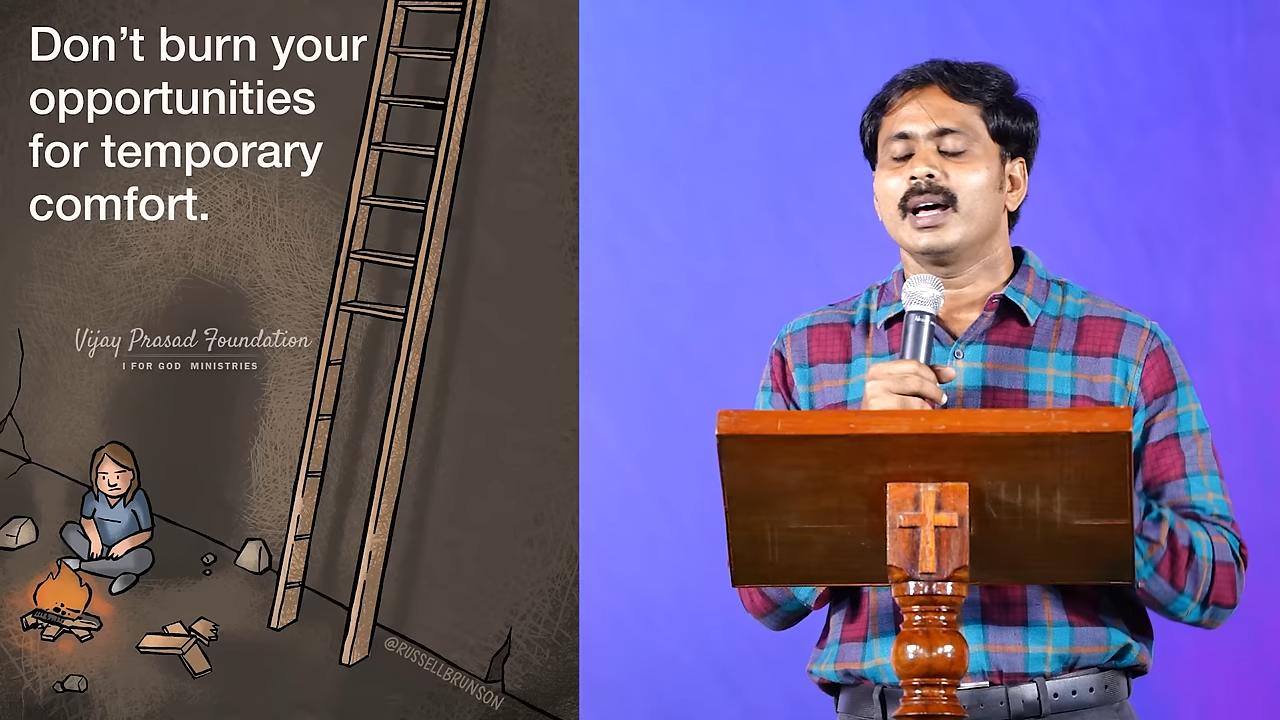 Don’t burn your
opportunities
for temporary
comfort.
Vijay Prasad Foundation
I FOR GOD MINISTRIES
@RUSSELLBRUNSON